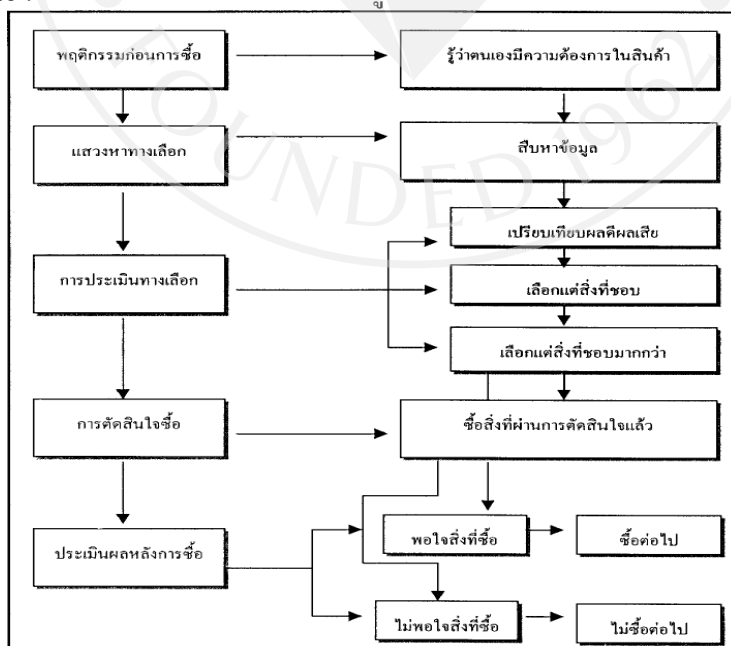 พฤติกรรมก่อนการซื้อ
รู้ว่าตนเองมีความต้องการในสินค้า
แสวงหาทางเลือก
สืบหาข้อมูล
FOUNDED 1962
เปรียบเทียบผลดีผลเสีย
การประเมินทางเลือก
เลือกแต่สิ่งที่ชอบ
เลือกแต่สิ่งที่ชอบมากกว่า
การตัดสินใจซื้อ
ซื้อสิ่งที่ผ่านการตัดสินใจแล้ว
พอใจสิ่งที่ซื้อ
ซื้อต่อไป
ประเมินผลหลังการซื้อ
ไม่พอใจสิ่งที่ซื้อ
ไม่ซื้อต่อไป